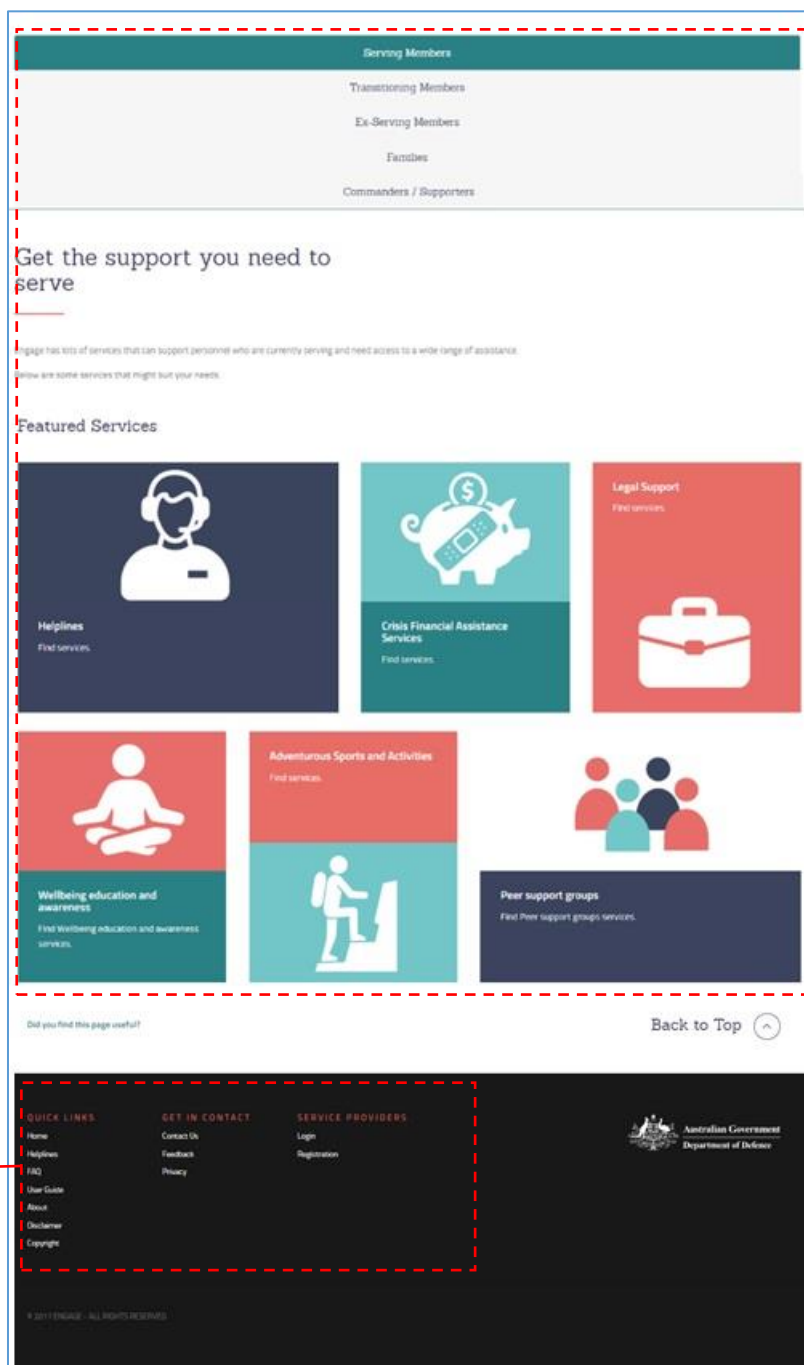 Serving Members
Transitioning Members
Ex-Serving Members
Families
Commanders / Supporters
Get the support you need to
serve
Engage has lots of services that can support personnel who are currently serving and need access to a wide range of assistance.
Below are some services that might suit your needs.
Featured Services
Helplines
Find services.
$
Crisis Financial Assistance
Services
Find services.
Legal Support
Find services.
Wellbeing education and
awareness
Find Wellbeing education and awareness
services.
Adventurous Sports and Activities
Find services.
Peer support groups
Find Peer support groups services.
Did you find this page useful?
Back to Top
QUICK LINKS
Home
Helplines
FAQ
User Guide
About
Disclaimer
Copyright
GET IN CONTACT
Contact Us
Feedback
Privacy
SERVICE PROVIDERS
Login
Registration
Australian Government
Department of Defence
© 2017 ENGAGE - ALL RIGHTS RESERVED